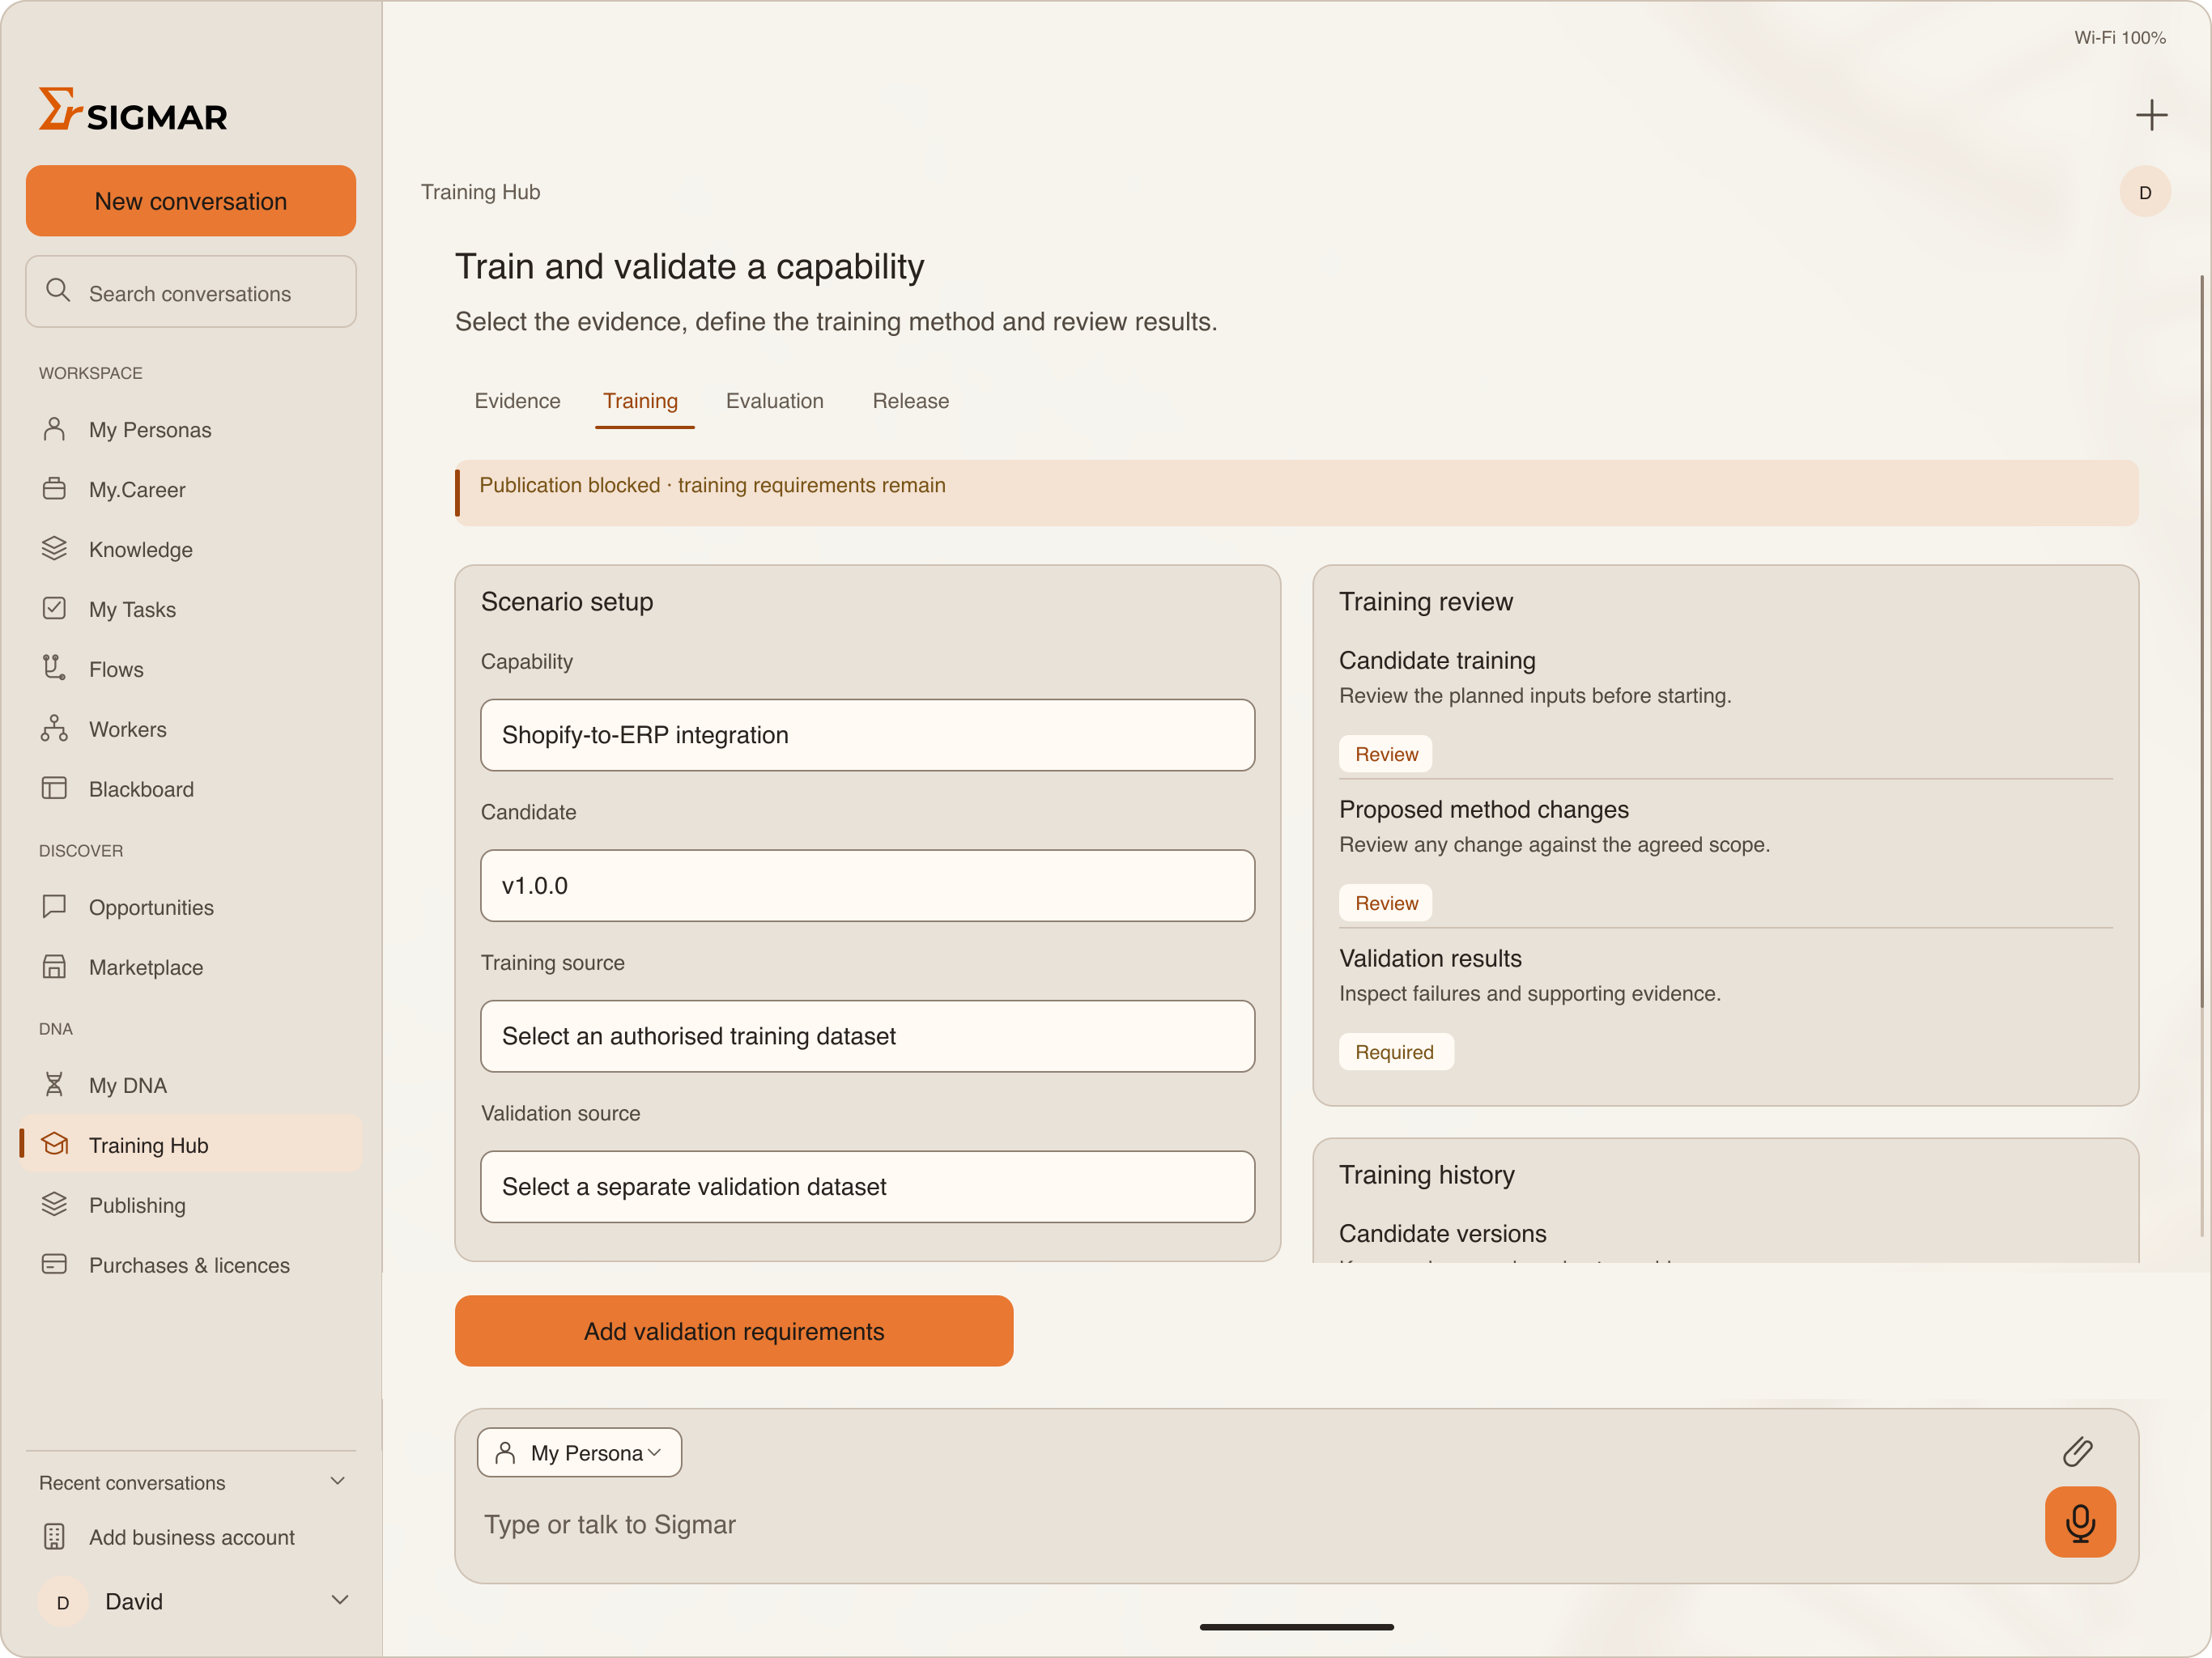 Wi-Fi 100%
SIGMAR
New conversation
Search conversations
WORKSPACE
My Personas
My.Career
Knowledge
My Tasks
Flows
Workers
Blackboard
DISCOVER
Opportunities
Marketplace
DNA
My DNA
Training Hub
Publishing
Purchases & licences
Recent conversations
Add business account
D
David
Training Hub
D
Train and validate a capability
Select the evidence, define the training method and review results.
Evidence
Training
Evaluation
Release
Publication blocked · training requirements remain
Scenario setup
Capability
Shopify-to-ERP integration
Candidate
v1.0.0
Training source
Select an authorised training dataset
Validation source
Select a separate validation dataset
Training review
Candidate training
Review the planned inputs before starting.
Review
Proposed method changes
Review any change against the agreed scope.
Review
Validation results
Inspect failures and supporting evidence.
Required
Training history
Candidate versions
Add validation requirements
My Persona
Type or talk to Sigmar